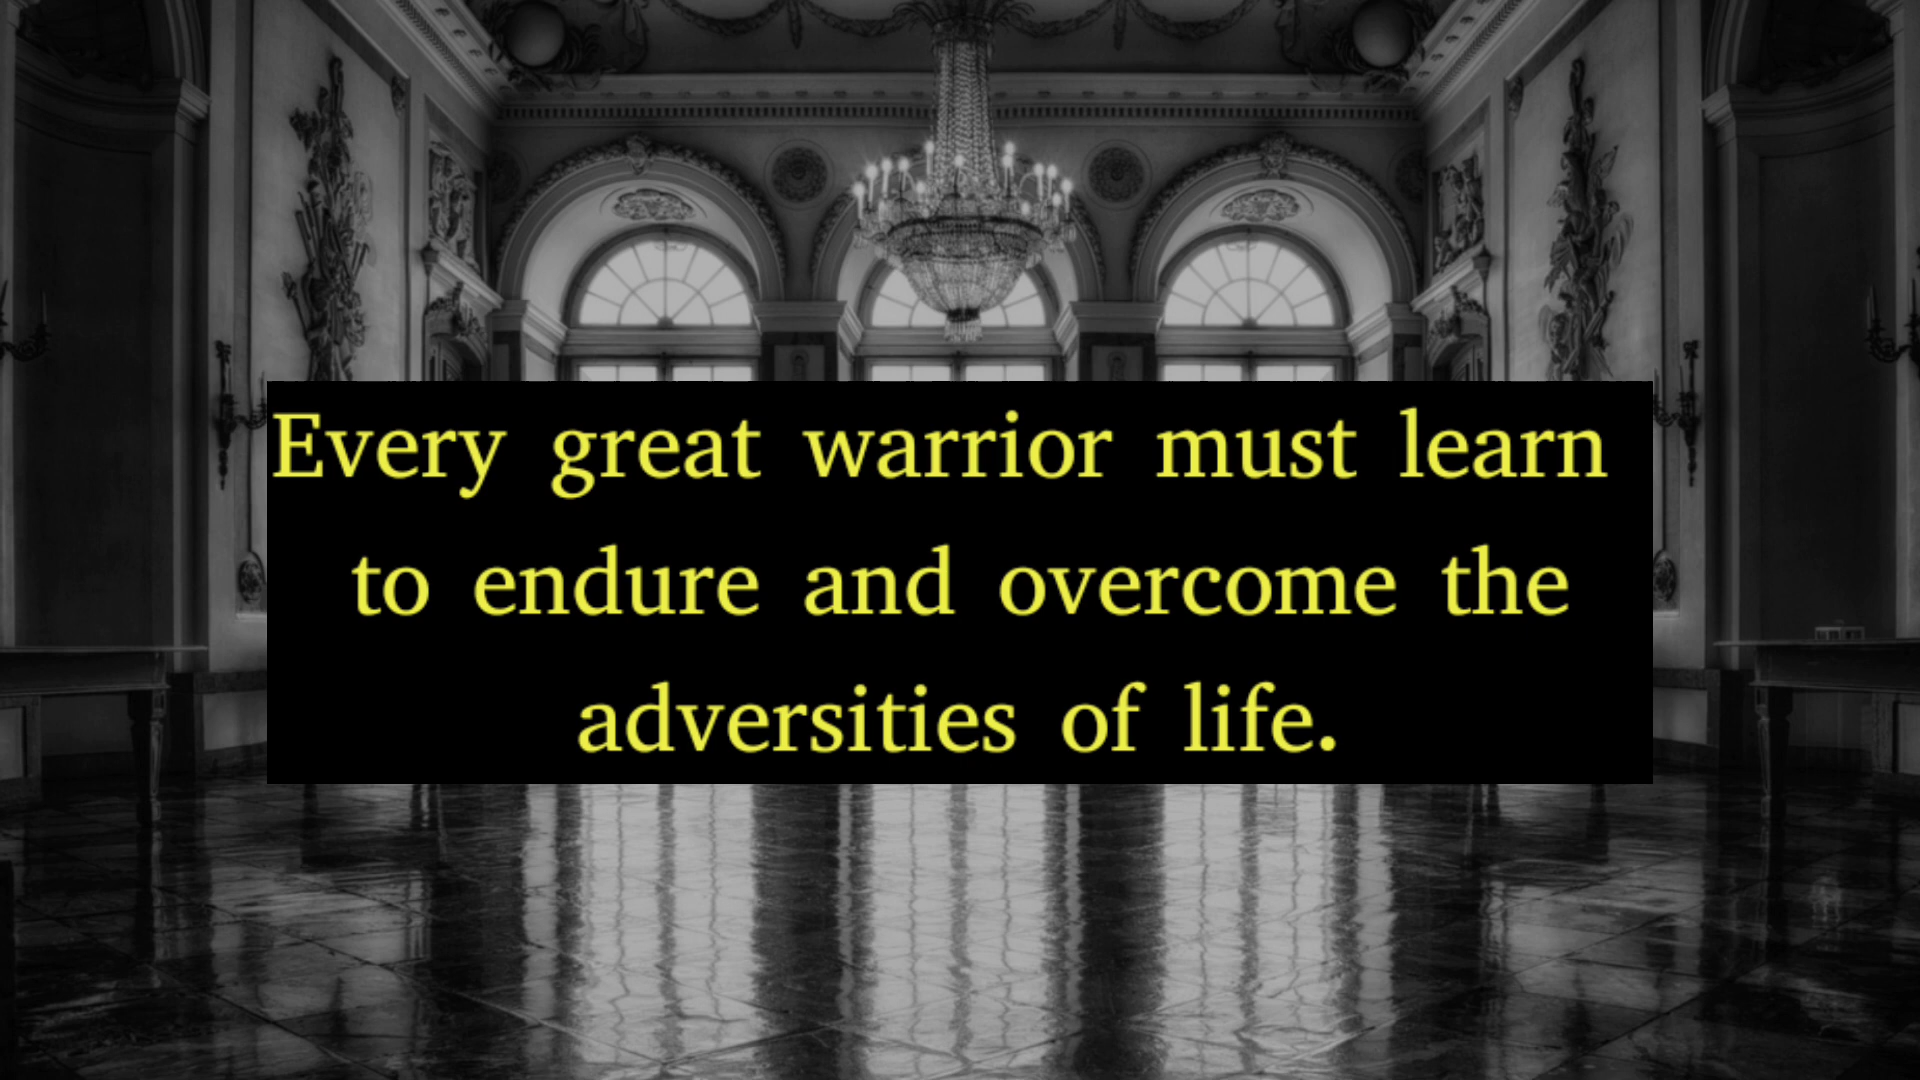 Every great warrior must learn
to endure and overcome the
adversities of life.